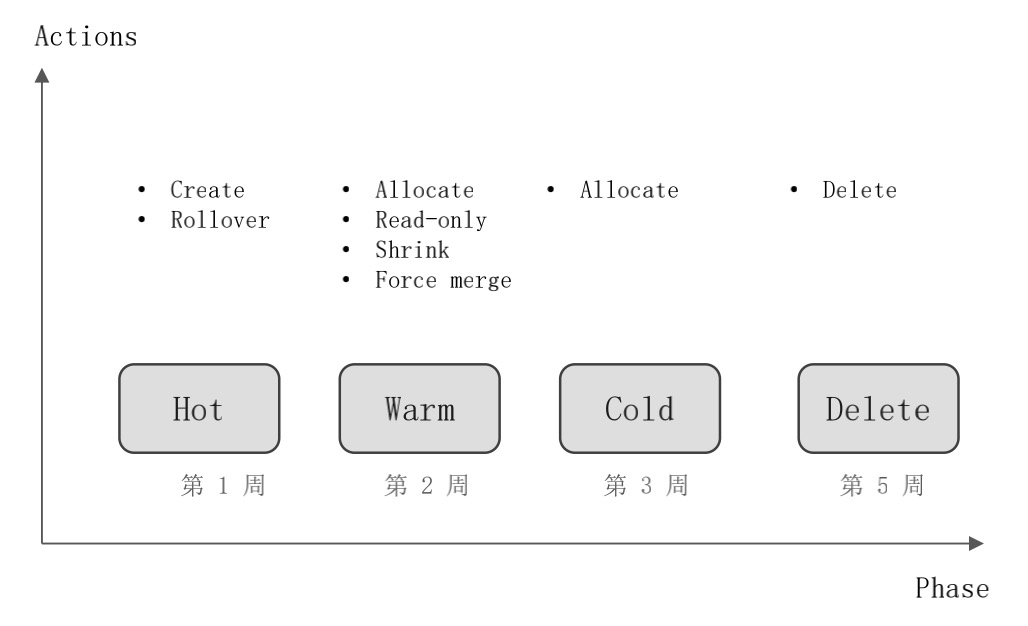 Actions
• Create
• Rollover
• Allocate
• Read-only
• Shrink
• Force merge
• Allocate
• Delete
Hot
Warm
Cold
Delete
第 1 周
第 2 周
第 3 周
第 5 周
Phase